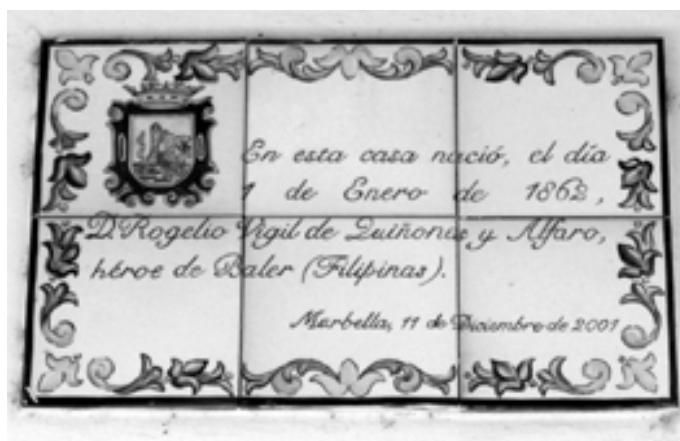 En esta casa nació, el día
1 de Enero de 1862,
D. Rogelio Vigil de Quiñones y Alfaro,
héroe de Baler (Filipinas).
Marbella, 11 de Diciembre de 2001